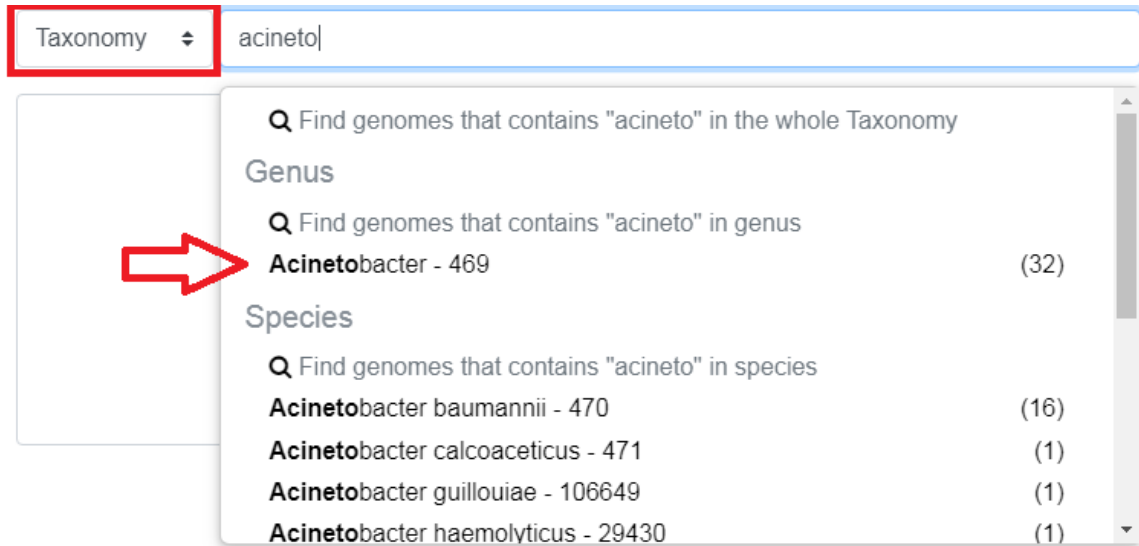 Taxonomy acineto
Find genomes that contains "acineto" in the whole Taxonomy
Genus
Find genomes that contains "acineto" in genus
Acinetobacter - 469 (32)
Species
Find genomes that contains "acineto" in species
Acinetobacter baumannii - 470 (16)
Acinetobacter calcoaceticus - 471 (1)
Acinetobacter guillouiae - 106649 (1)
Acinetobacter haemolyticus - 29430 (1)